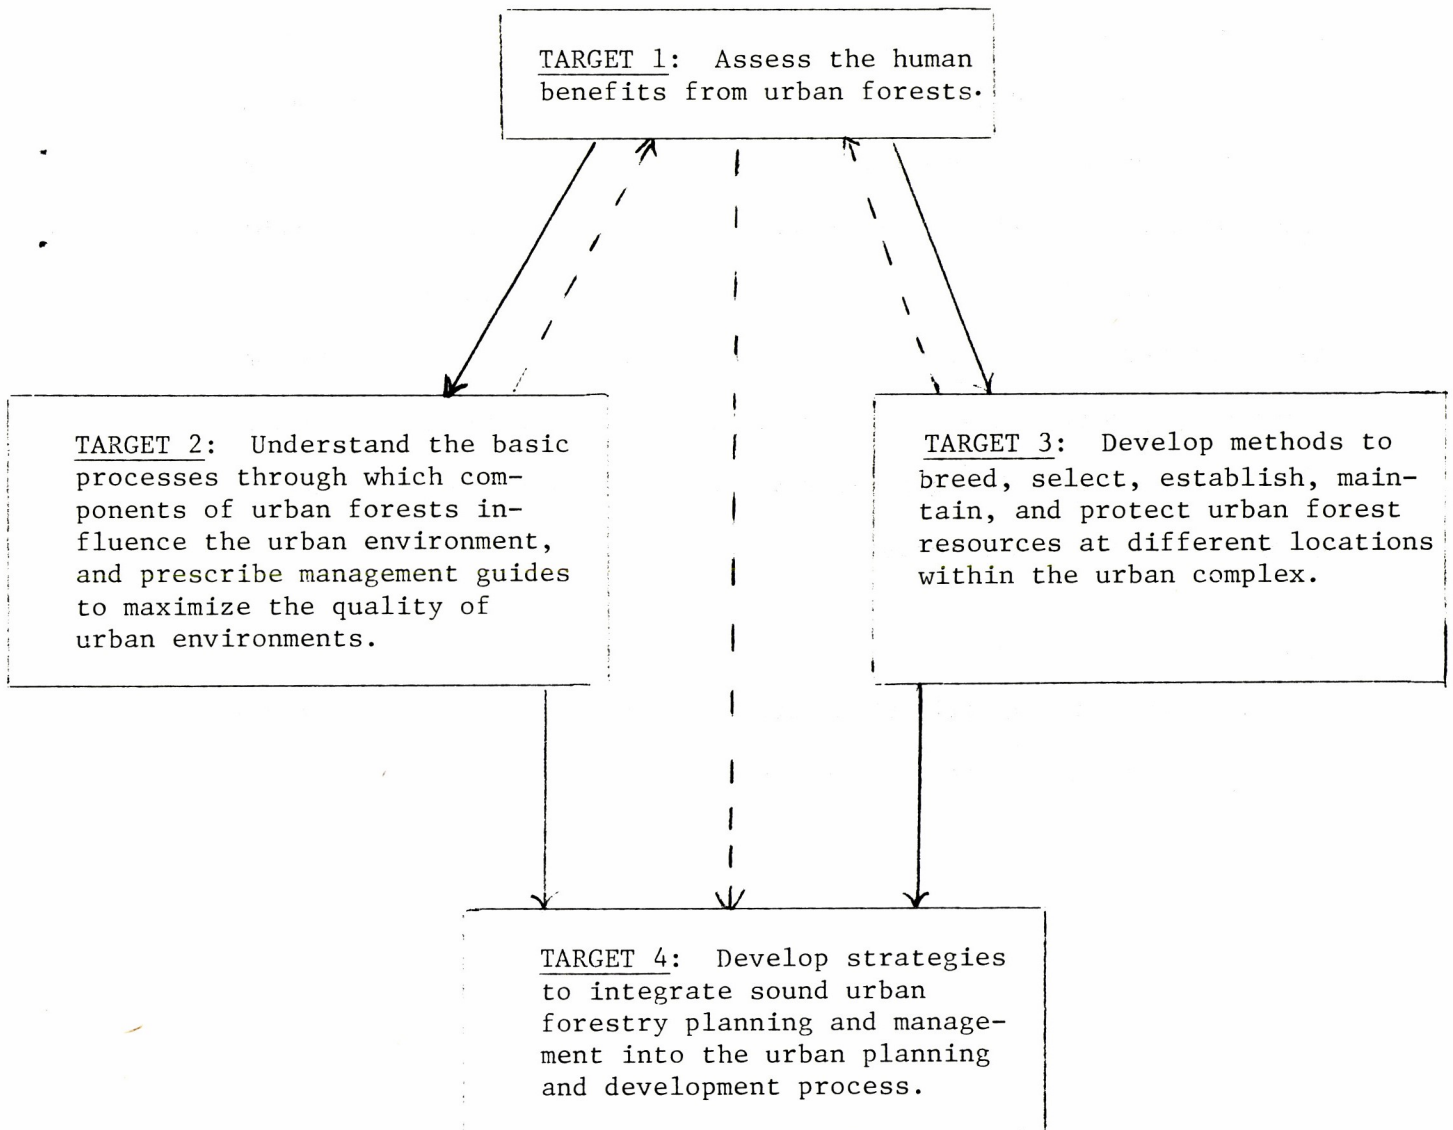 TARGET 1: Assess the human
benefits from urban forests.
TARGET 2: Understand the basic
processes through which com-
ponents of urban forests in-
fluence the urban environment,
and prescribe management guides
to maximize the quality of
urban environments.
TARGET 3: Develop methods to
breed, select, establish, main-
tain, and protect urban forest
resources at different locations
within the urban complex.
TARGET 4: Develop strategies
to integrate sound urban
forestry planning and manage-
ment into the urban planning
and development process.